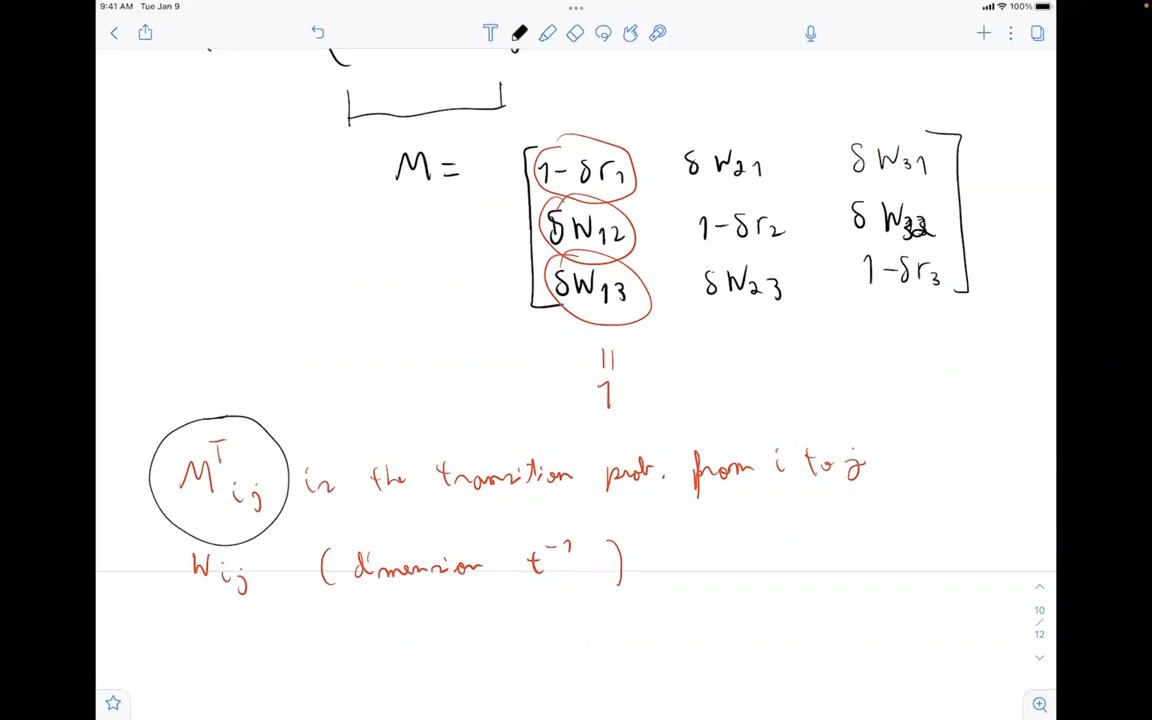 9:41 AM Tue Jan 9
100%
M = [ 1 - δr₁ δW₂₁ δW₃₁
δW₁₂ 1 - δr₂ δW₃₂
δW₁₃ δW₂₃ 1 - δr₃ ]
||
1
Mᵀᵢⱼ is the transition prob. from i to j
Wᵢⱼ (dimension t⁻¹)
10
/
12